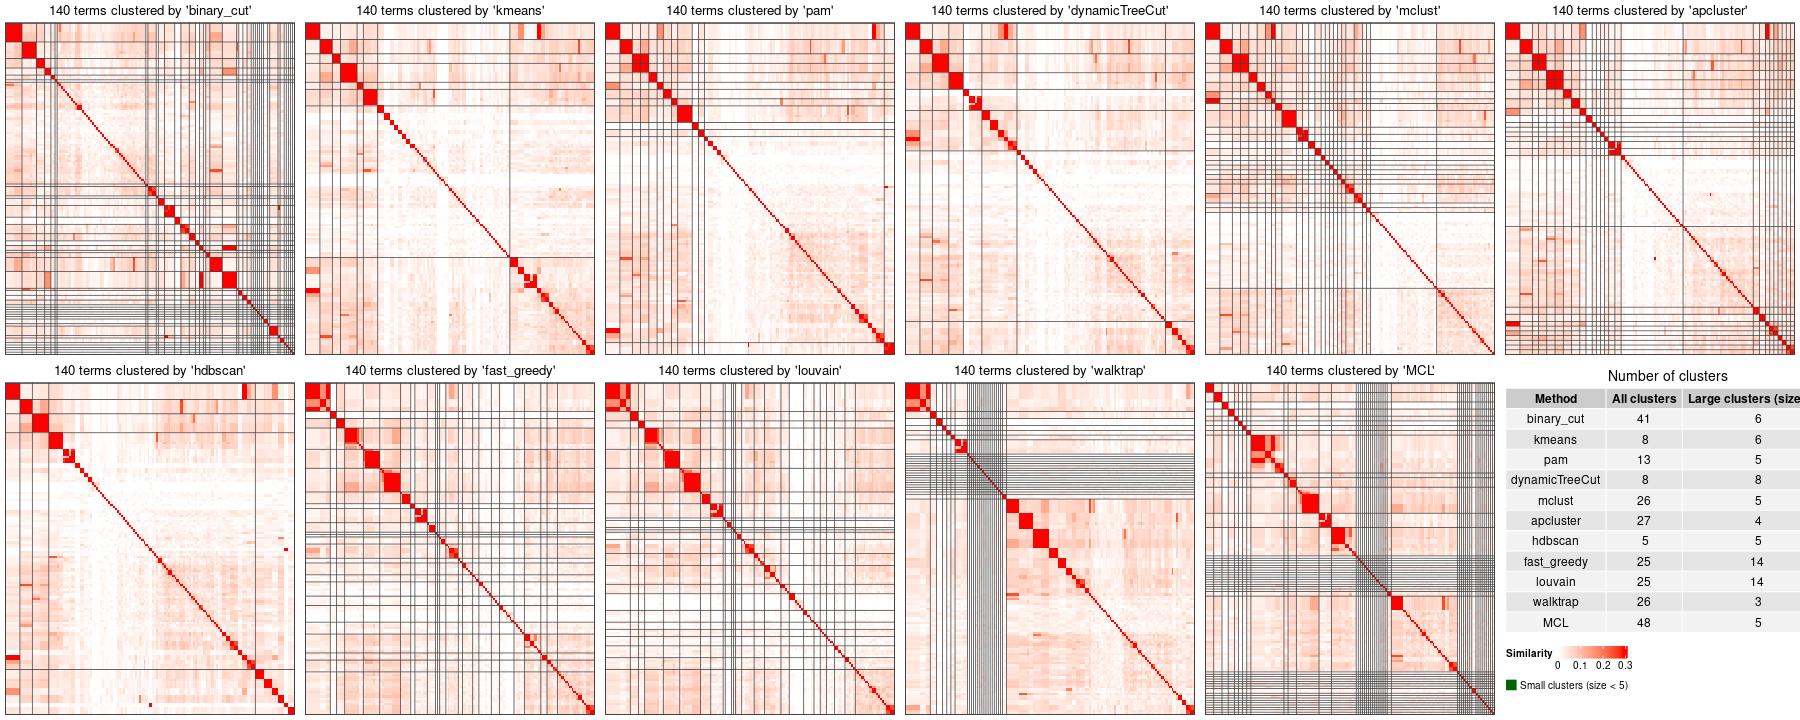 140 terms clustered by 'binary_cut'
140 terms clustered by 'kmeans'
140 terms clustered by 'pam'
140 terms clustered by 'dynamicTreeCut'
140 terms clustered by 'mclust'
140 terms clustered by 'apcluster'
140 terms clustered by 'hdbscan'
140 terms clustered by 'fast_greedy'
140 terms clustered by 'louvain'
140 terms clustered by 'walktrap'
140 terms clustered by 'MCL'
Number of clusters
Method All clusters Large clusters (size
binary_cut 41 6
kmeans 8 6
pam 13 5
dynamicTreeCut 8 8
mclust 26 5
apcluster 27 4
hdbscan 5 5
fast_greedy 25 14
louvain 25 14
walktrap 26 3
MCL 48 5
Similarity
0 0.1 0.2 0.3
Small clusters (size < 5)